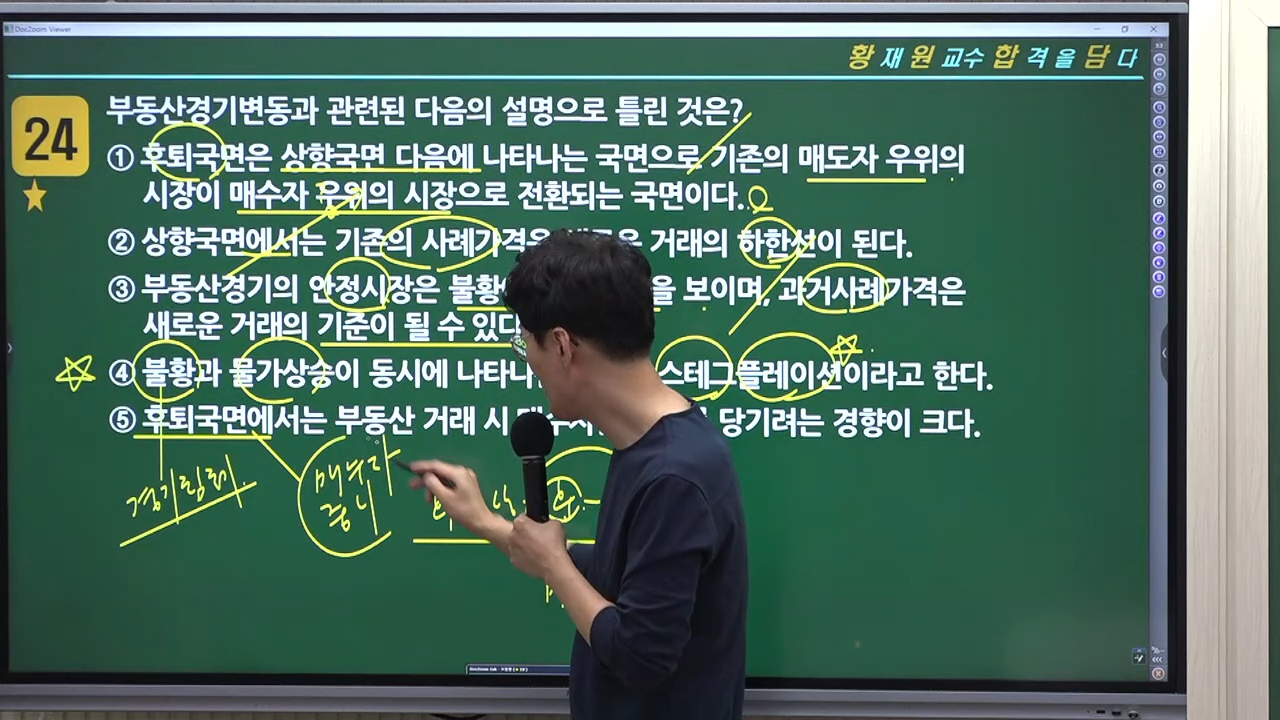 DocZoom Viewer
황재원교수 합격을 담다
24
부동산경기변동과 관련된 다음의 설명으로 틀린 것은?
① 후퇴국면은 상향국면 다음에 나타나는 국면으로 기존의 매도자 우위의
시장이 매수자 우위의 시장으로 전환되는 국면이다.
② 상향국면에서는 기존의 사례가격은 거래의 하한선이 된다.
③ 부동산경기의 안정시장은 불황 을 보이며, 과거사례가격은
새로운 거래의 기준이 될 수 있다
④ 불황과 물가상승이 동시에 나타나 스테그플레이션이라고 한다.
⑤ 후퇴국면에서는 부동산 거래 시 당기려는 경향이 크다.
경기침체
매수자
중시